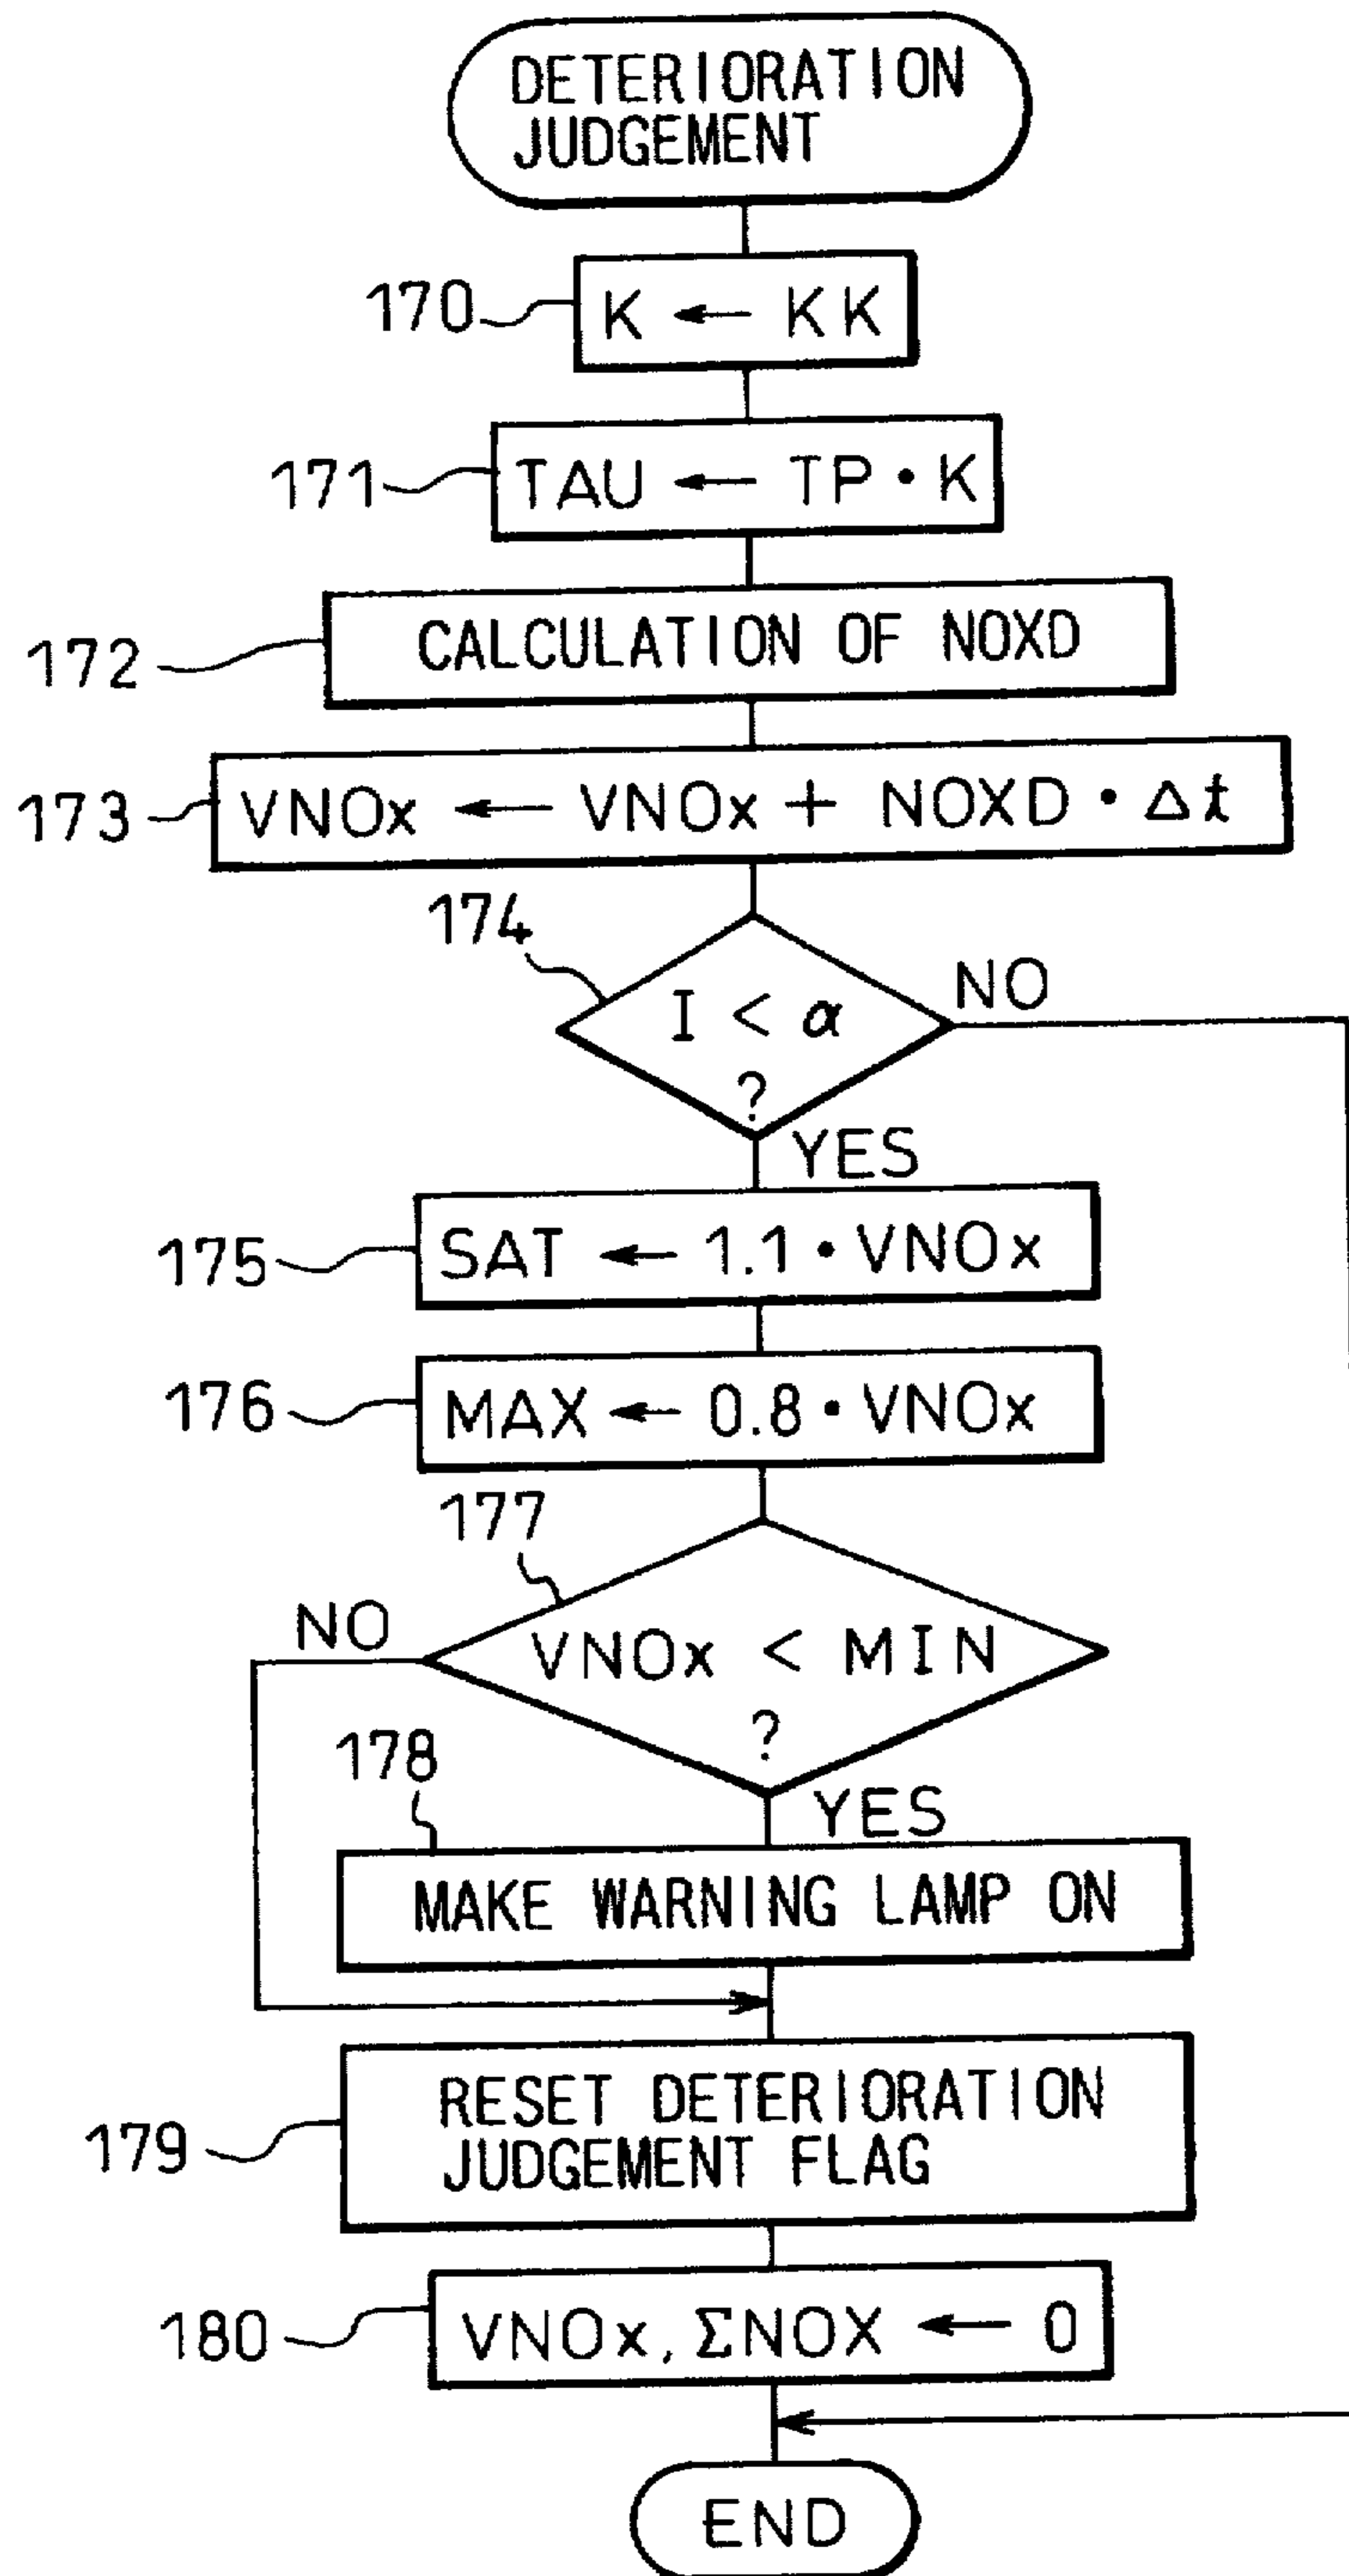 DETERIORATION
JUDGEMENT
170
K ← KK
171
TAU ← TP・K
172
CALCULATION OF NOXD
173
VNOx ← VNOx + NOXD・Δt
174
I < α
?
NO
YES
175
SAT ← 1.1・VNOx
176
MAX ← 0.8・VNOx
177
NO
VNOx < MIN
?
YES
178
MAKE WARNING LAMP ON
179
RESET DETERIORATION
JUDGEMENT FLAG
180
VNOx, ΣNOX ← 0
END